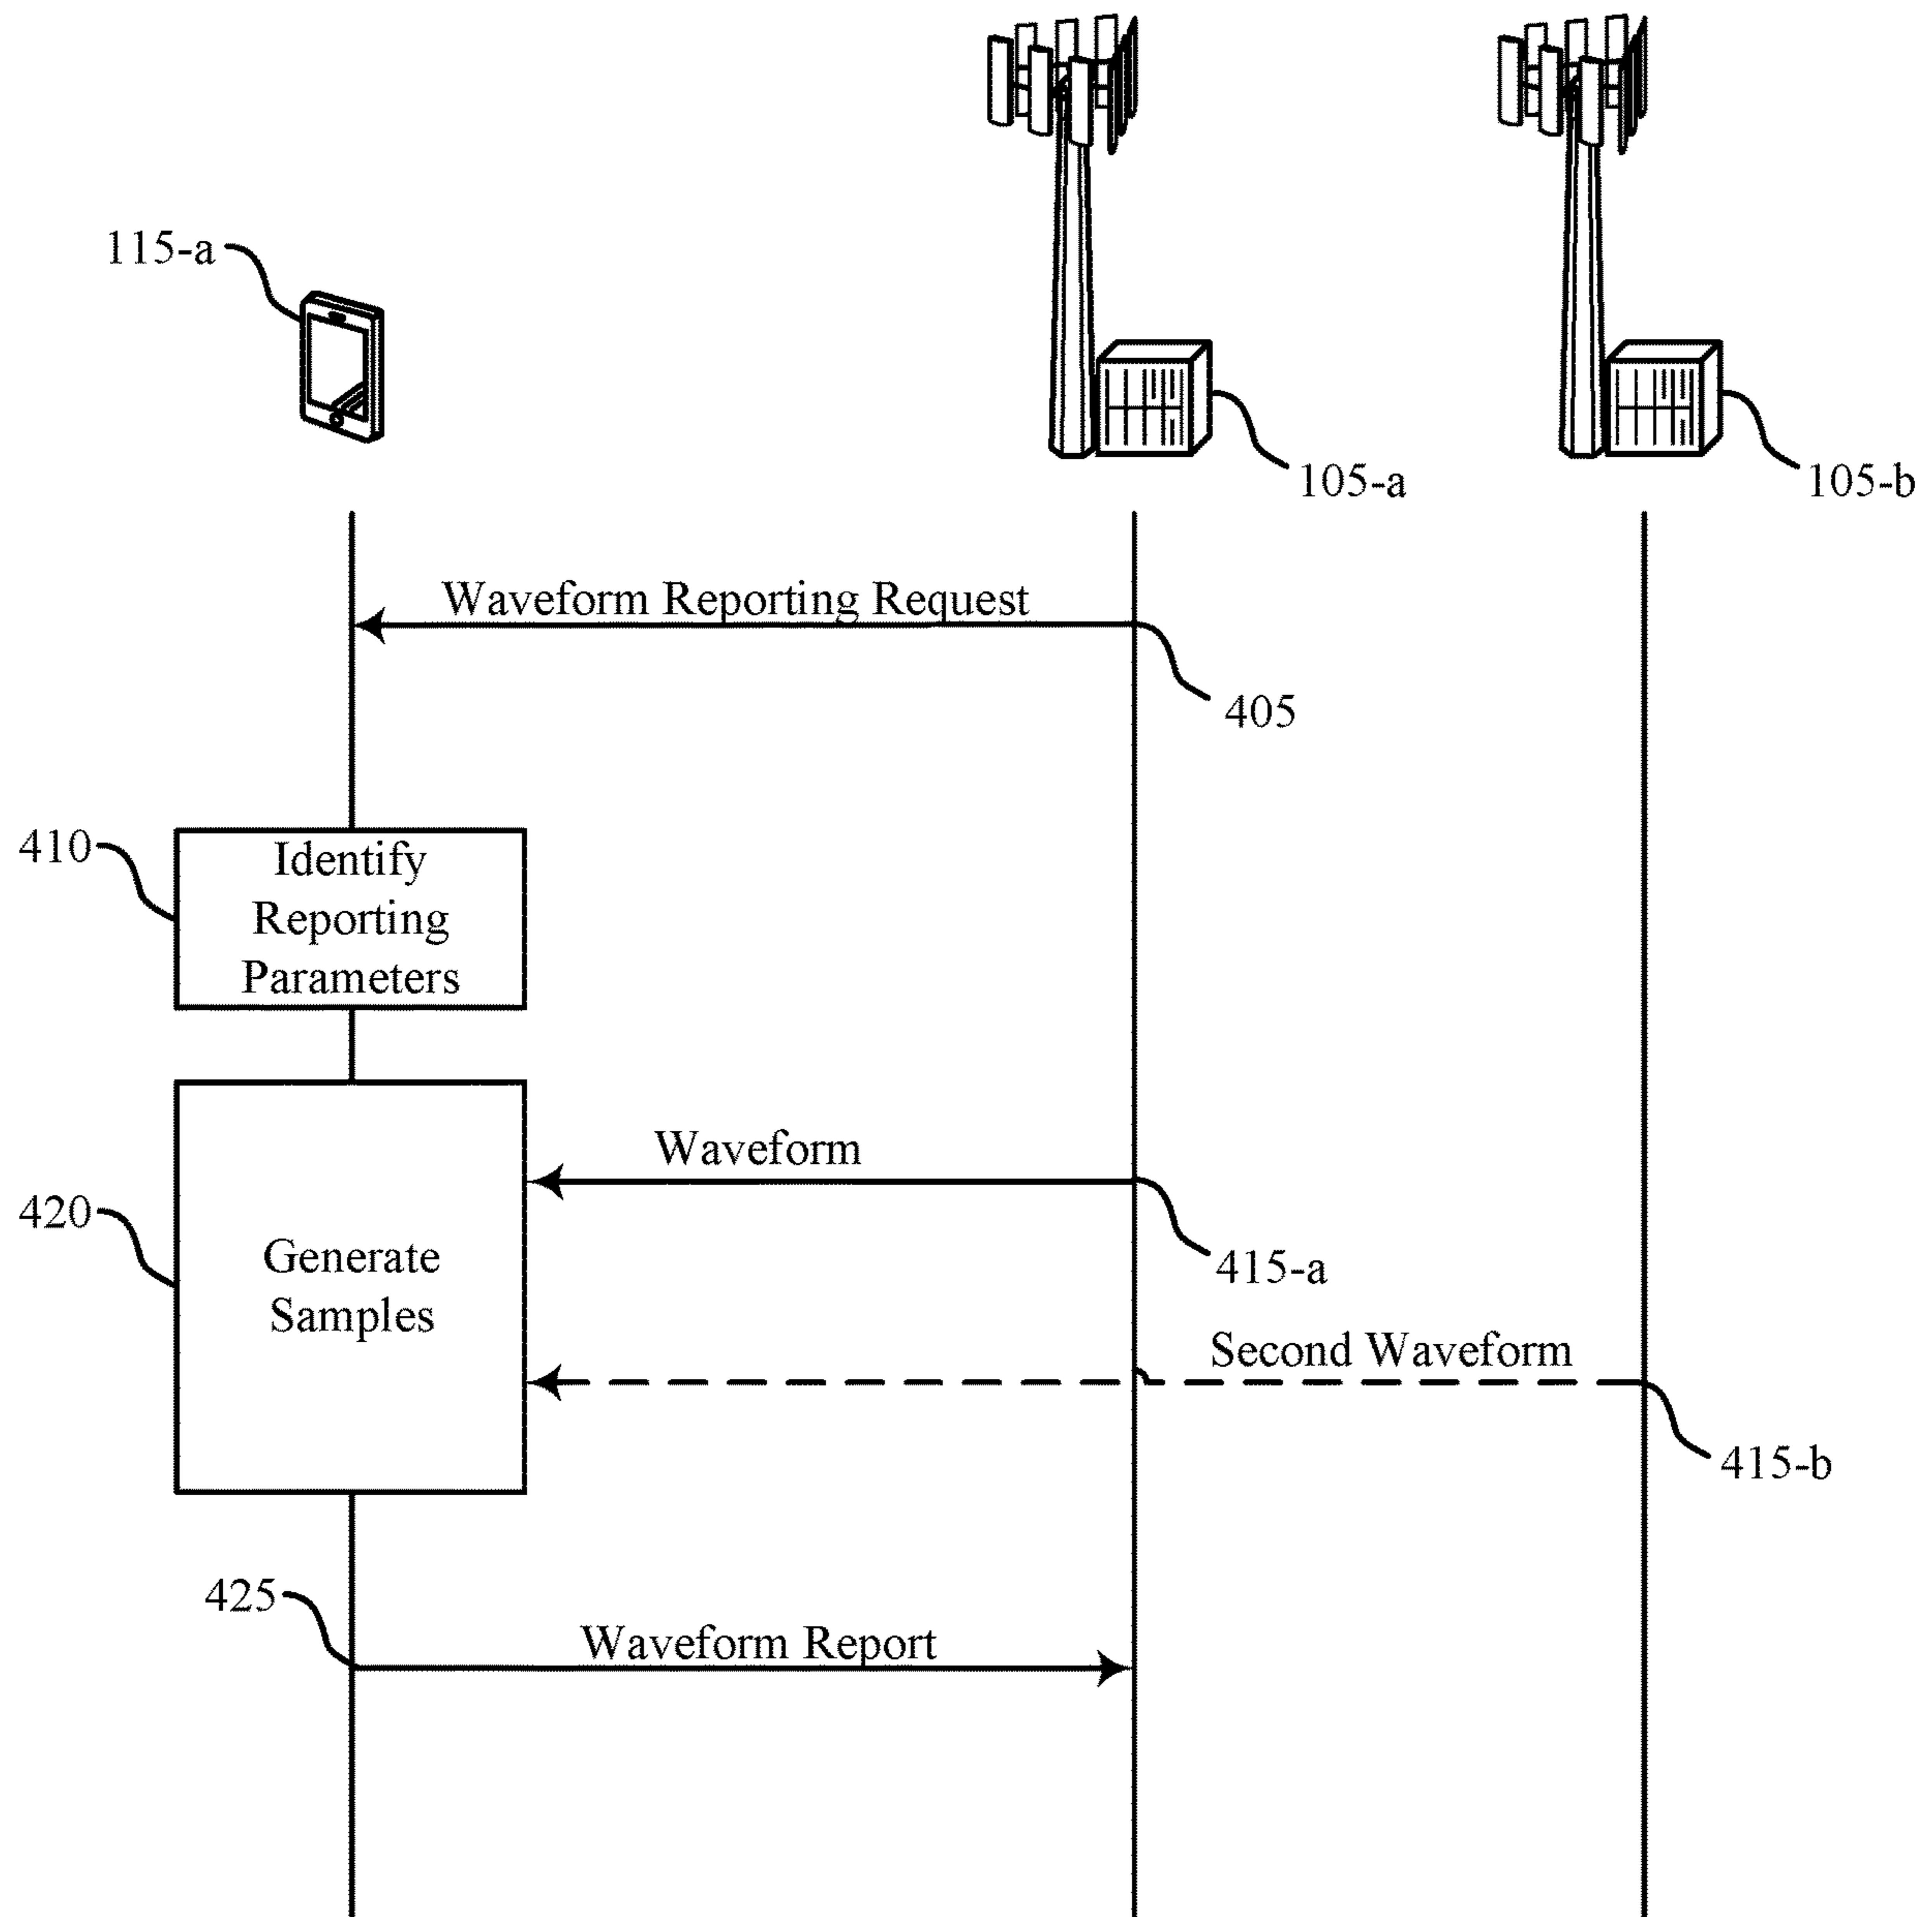 115-a
105-a
105-b
Waveform Reporting Request
405
410
Identify
Reporting
Parameters
Waveform
420
Generate
Samples
415-a
Second Waveform
415-b
425
Waveform Report